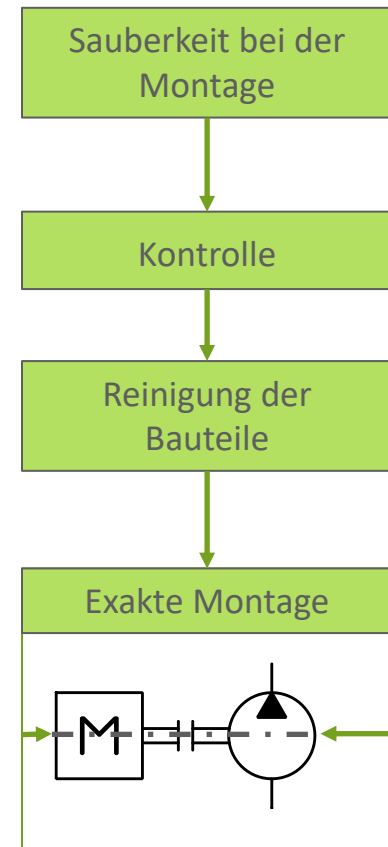 Sauberkeit bei der
Montage
Kontrolle
Reinigung der
Bauteile
Exakte Montage
M